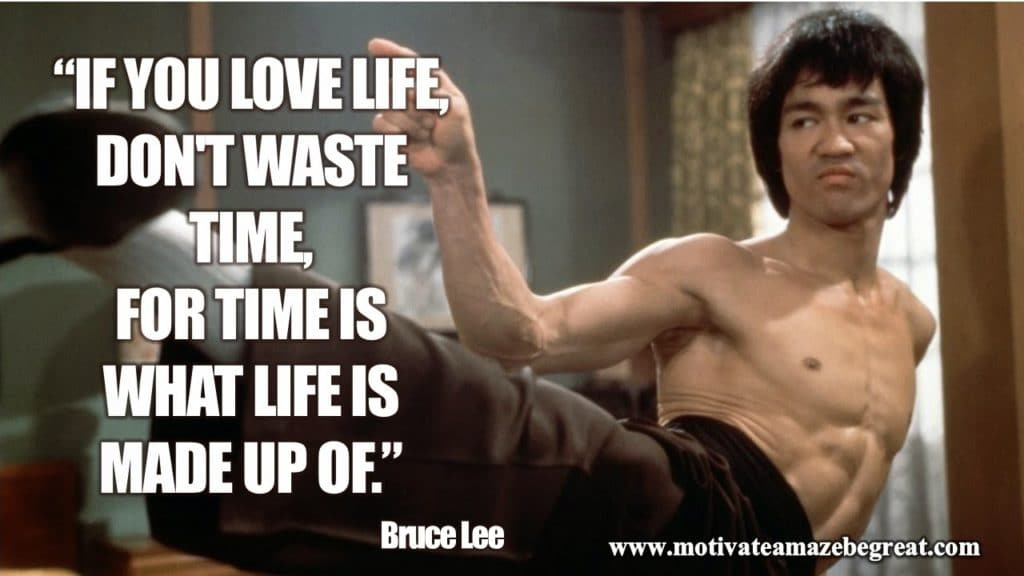 “IF YOU LOVE LIFE,
DON'T WASTE
TIME,
FOR TIME IS
WHAT LIFE IS
MADE UP OF.”
Bruce Lee
www.motivateamazebegreat.com